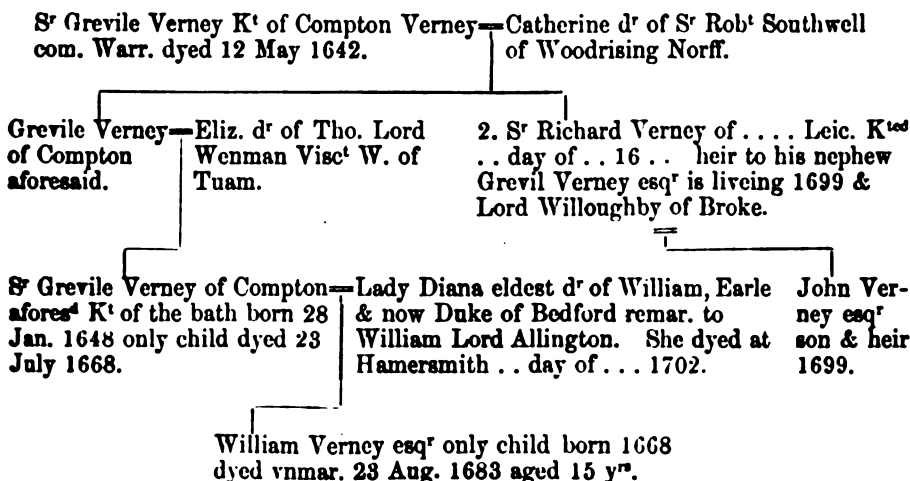 Sʳ Grevile Verney Kᵗ of Compton Verney
com. Warr. dyed 12 May 1642.
Catherine dʳ of Sʳ Robᵗ Southwell
of Woodrising Norff.
Grevile Verney
of Compton
aforesaid.
Eliz. dʳ of Tho. Lord
Wenman Viscᵗ W. of
Tuam.
2. Sʳ Richard Verney of .... Leic. Kᵗᵉᵈ
.. day of .. 16 .. heir to his nephew
Grevil Verney esqʳ is liveing 1699 &
Lord Willoughby of Broke.
Sʳ Grevile Verney of Compton
aforesᵈ Kᵗ of the bath born 28
Jan. 1648 only child dyed 23
July 1668.
Lady Diana eldest dʳ of William, Earle
& now Duke of Bedford remar. to
William Lord Allington. She dyed at
Hamersmith .. day of ... 1702.
John Ver-
ney esqʳ
son & heir
1699.
William Verney esqʳ only child born 1668
dyed vnmar. 23 Aug. 1683 aged 15 yʳˢ.